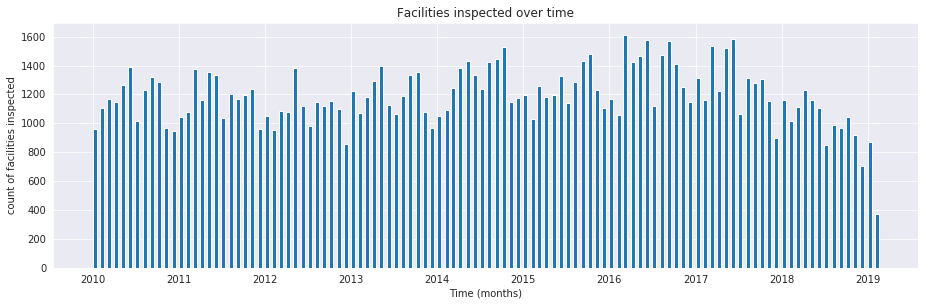 Facilities inspected over time
count of facilities inspected
1600
1400
1200
1000
800
600
400
200
0
2010 2011 2012 2013 2014 2015 2016 2017 2018 2019
Time (months)